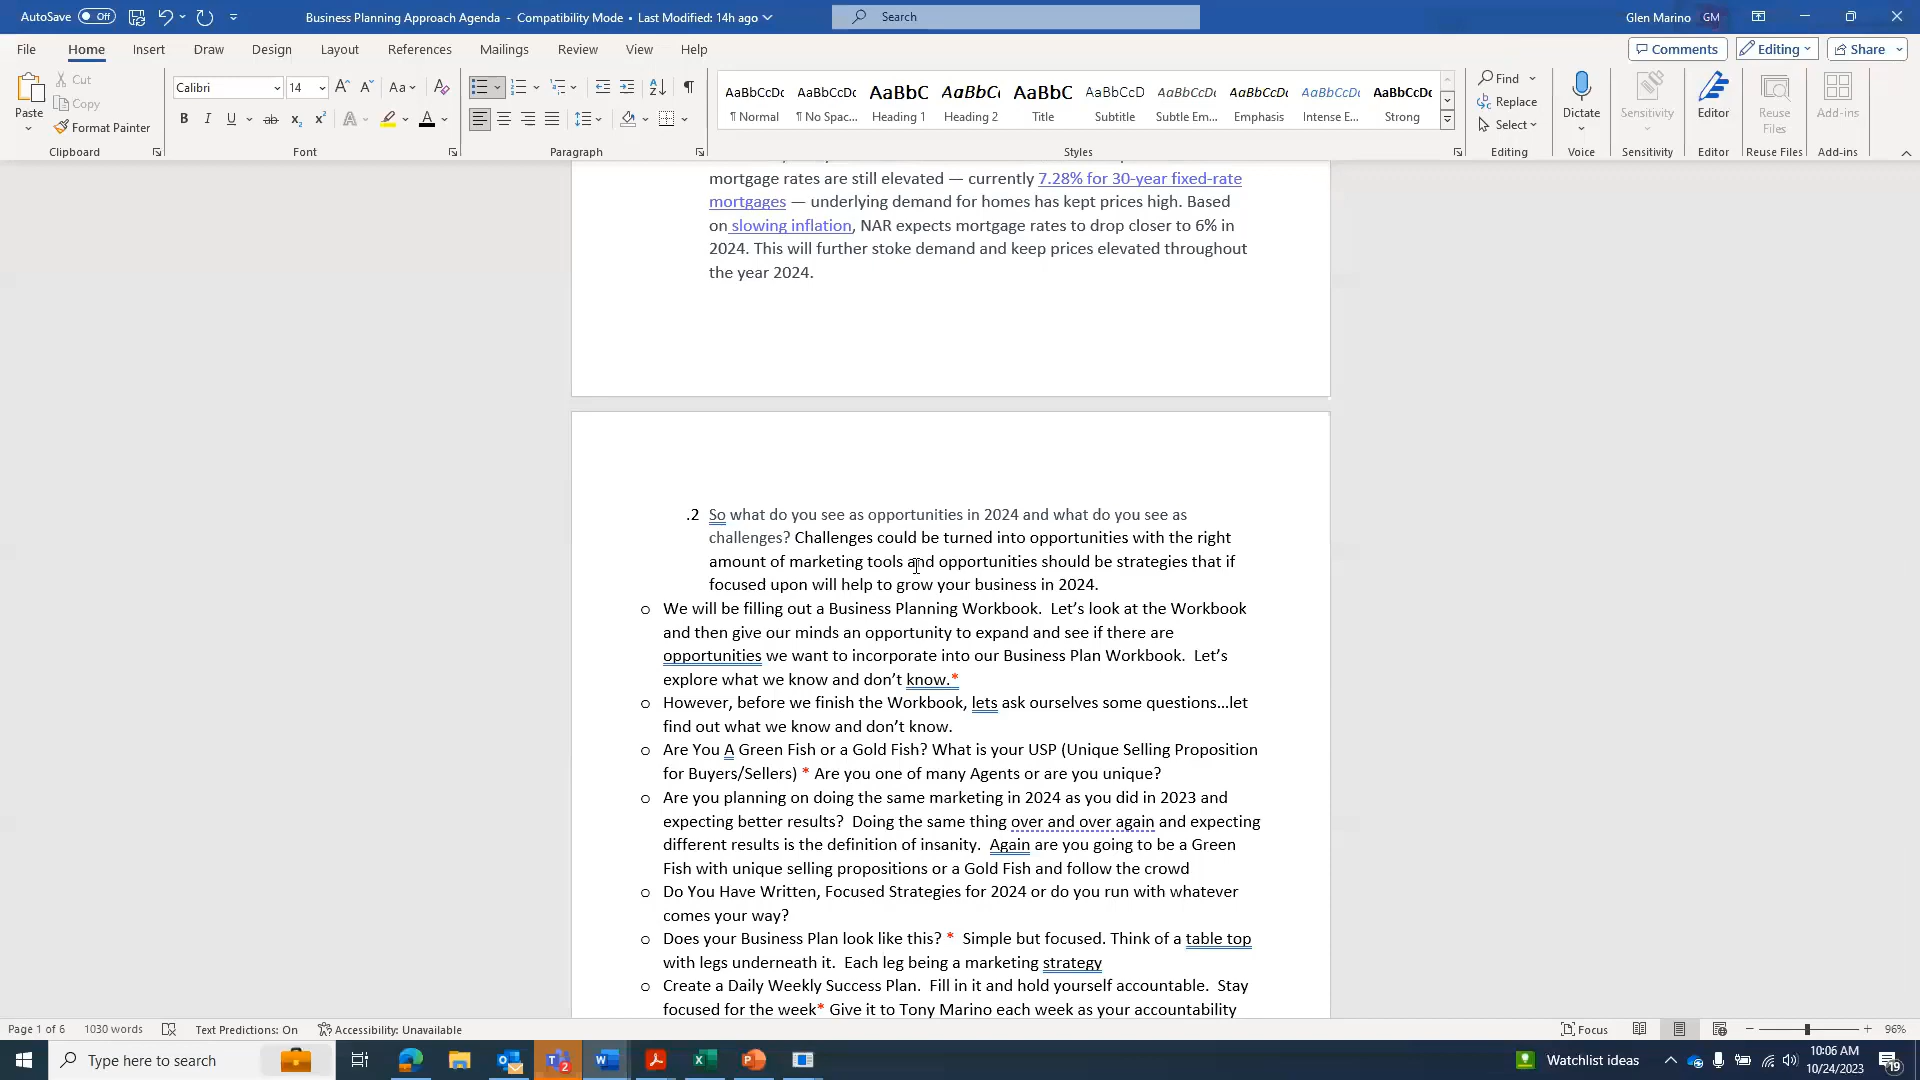 AutoSave Off Business Planning Approach Agenda - Compatibility Mode • Last Modified: 14h ago Search Glen Marino GM
File Home Insert Draw Design Layout References Mailings Review View Help Comments Editing Share
Paste Cut Copy Format Painter Calibri 14 Aa
AaBbCcDc AaBbCcDc AaBbC AaBbC AaBbC AaBbCcD AaBbCcDc AaBbCcDc AaBbCcDc AaBbCcDc
¶ Normal ¶ No Spac... Heading 1 Heading 2 Title Subtitle Subtle Em... Emphasis Intense E... Strong
Find Replace Select Dictate Sensitivity Editor Reuse Files Add-ins
Clipboard Font Paragraph Styles Editing Voice Sensitivity Editor Reuse Files Add-ins
mortgage rates are still elevated — currently 7.28% for 30-year fixed-rate
mortgages — underlying demand for homes has kept prices high. Based
on slowing inflation, NAR expects mortgage rates to drop closer to 6% in
2024. This will further stoke demand and keep prices elevated throughout
the year 2024.
.2 So what do you see as opportunities in 2024 and what do you see as
challenges? Challenges could be turned into opportunities with the right
amount of marketing tools and opportunities should be strategies that if
focused upon will help to grow your business in 2024.
o We will be filling out a Business Planning Workbook.  Let’s look at the Workbook
and then give our minds an opportunity to expand and see if there are
opportunities we want to incorporate into our Business Plan Workbook.  Let’s
explore what we know and don’t know.*
o However, before we finish the Workbook, lets ask ourselves some questions…let
find out what we know and don’t know.
o Are You A Green Fish or a Gold Fish? What is your USP (Unique Selling Proposition
for Buyers/Sellers) * Are you one of many Agents or are you unique?
o Are you planning on doing the same marketing in 2024 as you did in 2023 and
expecting better results?  Doing the same thing over and over again and expecting
different results is the definition of insanity.  Again are you going to be a Green
Fish with unique selling propositions or a Gold Fish and follow the crowd
o Do You Have Written, Focused Strategies for 2024 or do you run with whatever
comes your way?
o Does your Business Plan look like this? *  Simple but focused. Think of a table top
with legs underneath it.  Each leg being a marketing strategy
o Create a Daily Weekly Success Plan.  Fill in it and hold yourself accountable.  Stay
focused for the week* Give it to Tony Marino each week as your accountability
Page 1 of 6 1030 words Text Predictions: On Accessibility: Unavailable Focus 96%
Type here to search Watchlist ideas 10:06 AM
10/24/2023 19